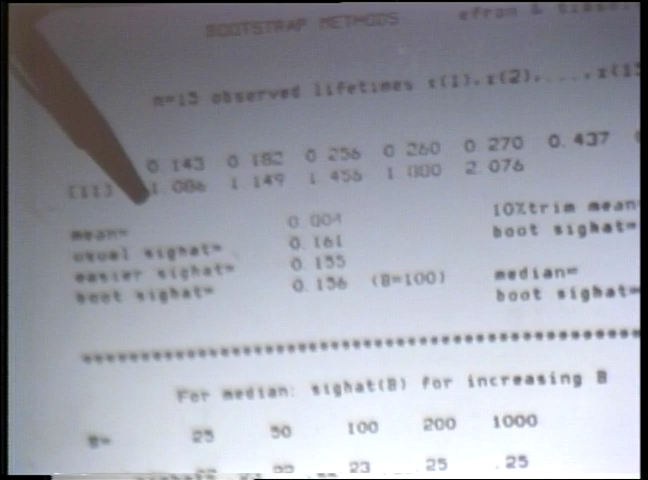 BOOTSTRAP METHODS efron &
n=15 observed lifetimes x(1),x(2),....,x(15
0.143 0.182 0.256 0.260 0.270 0.437
[11] 1.086 1.149 1.456 2.076
mean= 10%trim mean=
usual sighat= 0.161 boot sighat=
easier sighat= 0.155
boot sighat= 0.156 (B=100) median=
boot sighat=
*******************************************
For median: sighat(B) for increasing B
B= 25 50 100 200 1000
.23 .25 .25